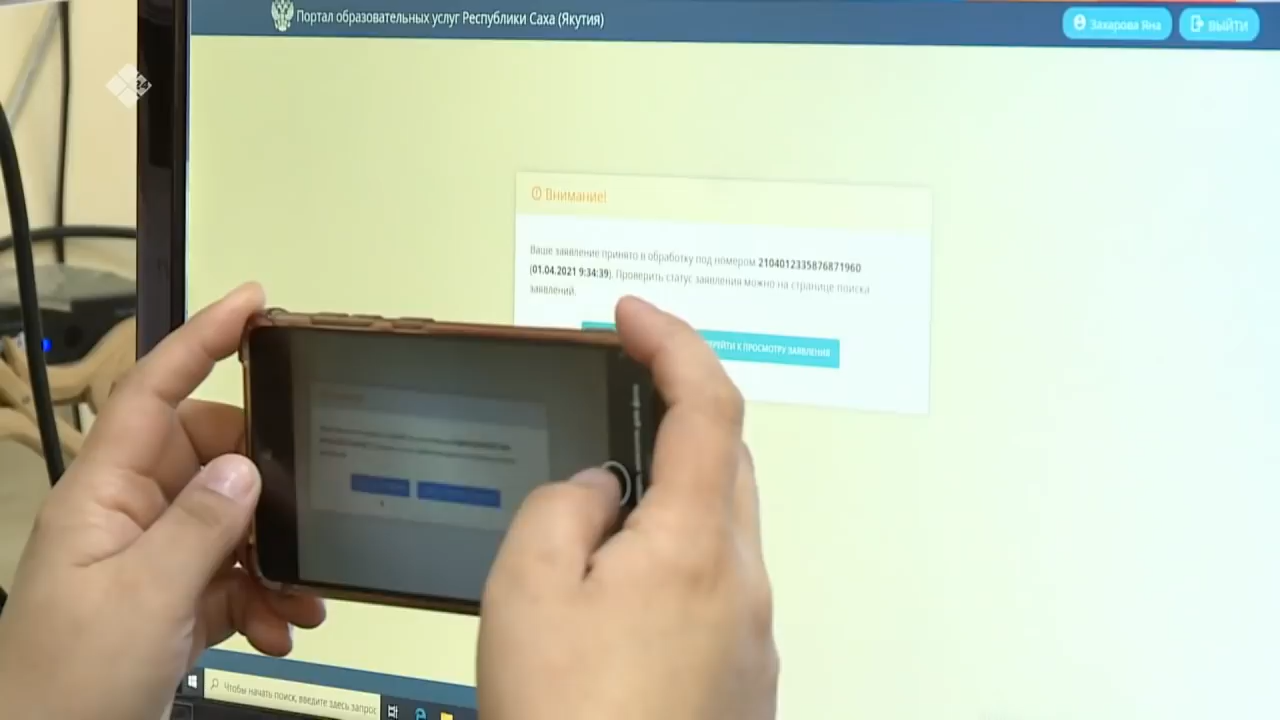 Портал образовательных услуг Республики Саха (Якутия)
Захарова Яна
ВЫЙТИ
Внимание!
Ваше заявление принято в обработку под номером 2104012335876871960
(01.04.2021 9:34:39). Проверить статус заявления можно на странице поиска
заявлений.
ПЕРЕЙТИ К ПРОСМОТРУ ЗАЯВЛЕНИЯ
Чтобы начать поиск, введите здесь запрос